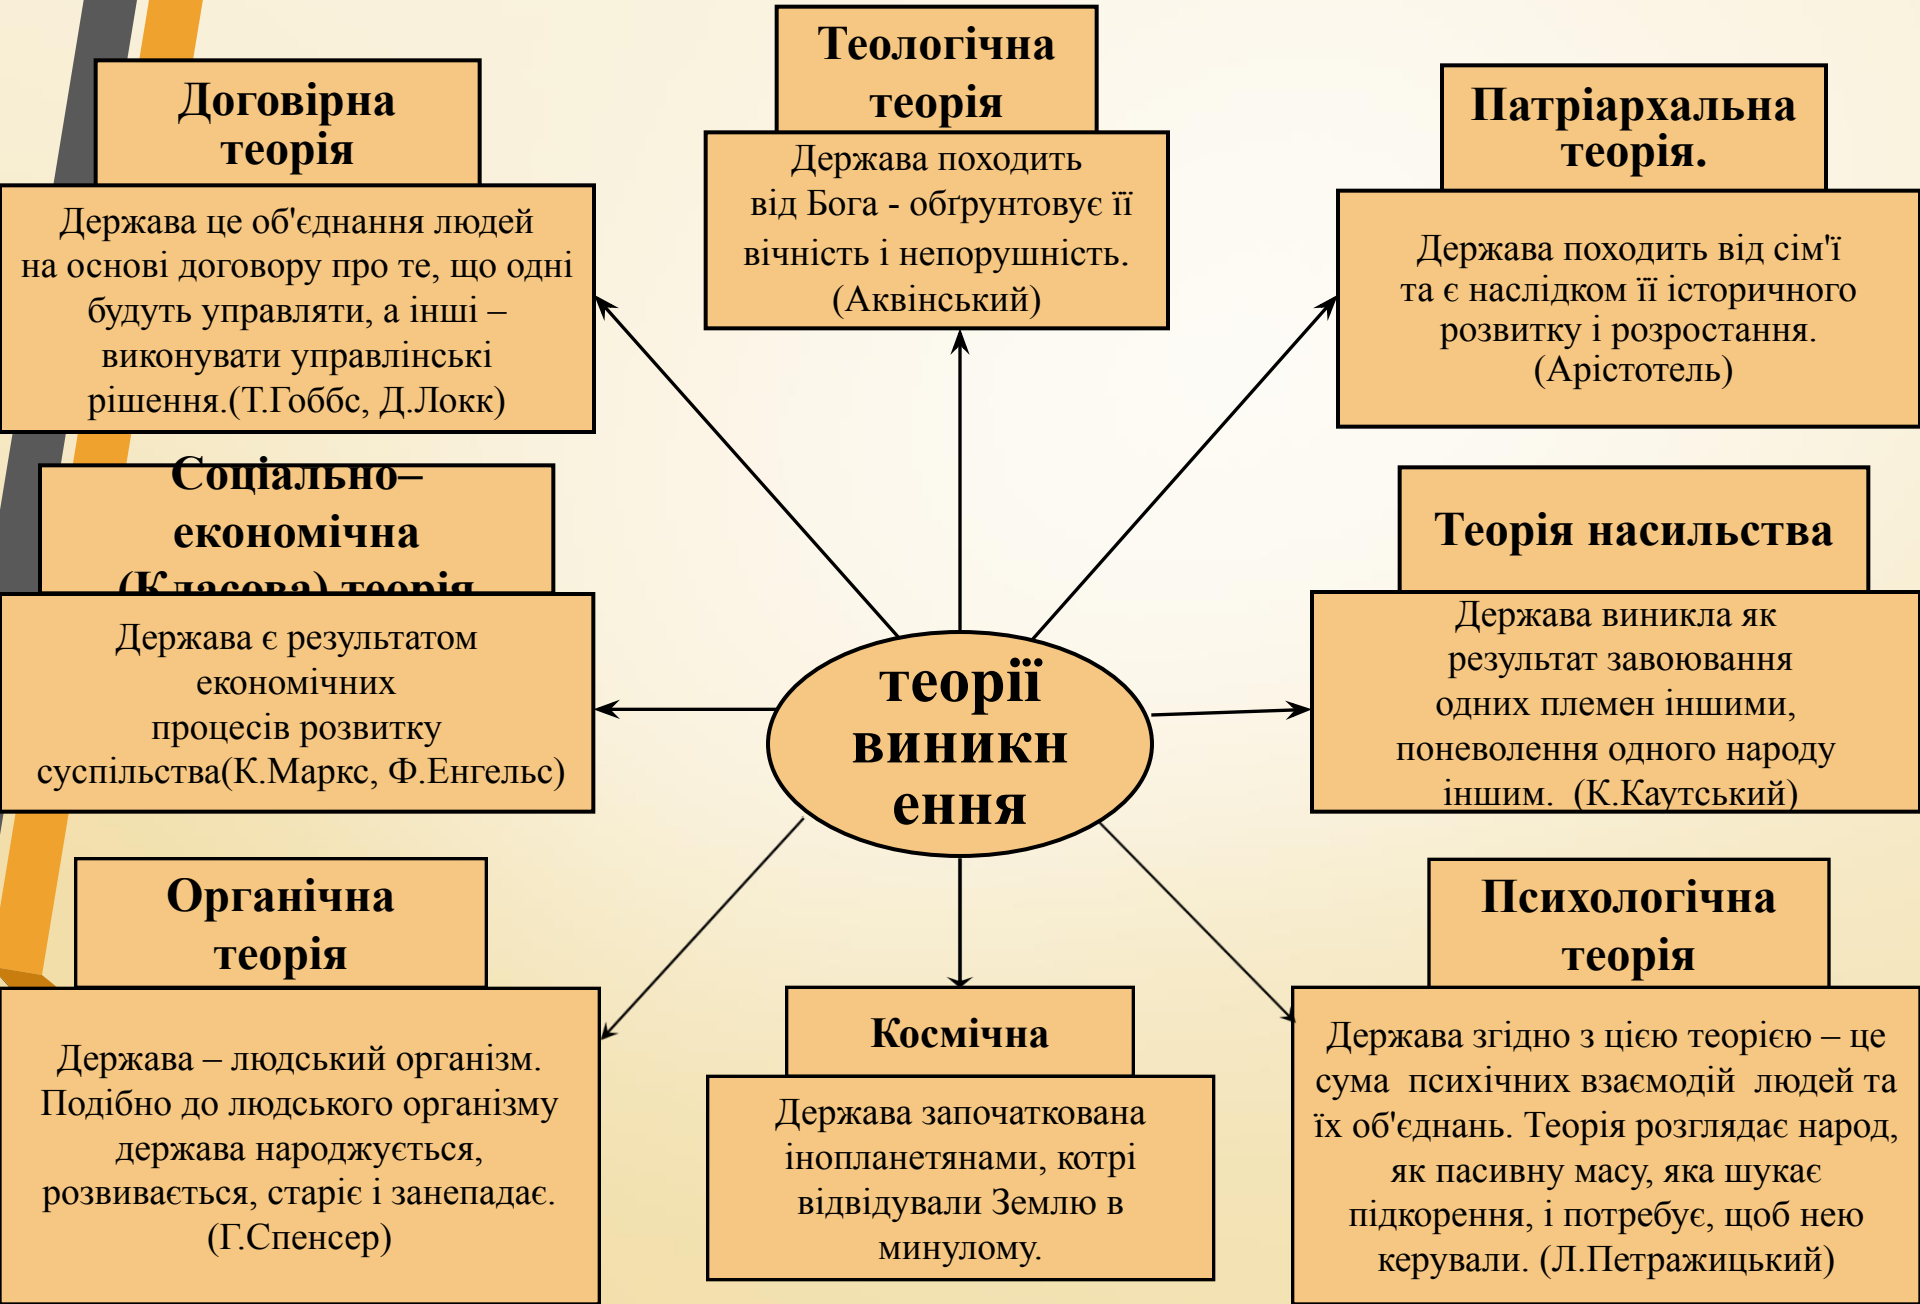 Договірна
теорія
Держава це об'єднання людей
на основі договору про те, що одні
будуть управляти, а інші –
виконувати управлінські
рішення.(Т.Гоббс, Д.Локк)
Теологічна
теорія
Держава походить
від Бога - обґрунтовує її
вічність і непорушність.
(Аквінський)
Патріархальна
теорія.
Держава походить від сім'ї
та є наслідком її історичного
розвитку і розростання.
(Арістотель)
Соціально–
економічна
(Класова) теорія
Держава є результатом
економічних
процесів розвитку
суспільства(К.Маркс, Ф.Енгельс)
теорії
виникн
ення
Теорія насильства
Держава виникла як
результат завоювання
одних племен іншими,
поневолення одного народу
іншим. (К.Каутський)
Органічна
теорія
Держава – людський організм.
Подібно до людського організму
держава народжується,
розвивається, старіє і занепадає.
(Г.Спенсер)
Космічна
Держава започаткована
інопланетянами, котрі
відвідували Землю в
минулому.
Психологічна
теорія
Держава згідно з цією теорією – це
сума психічних взаємодій людей та
їх об'єднань. Теорія розглядає народ,
як пасивну масу, яка шукає
підкорення, і потребує, щоб нею
керували. (Л.Петражицький)